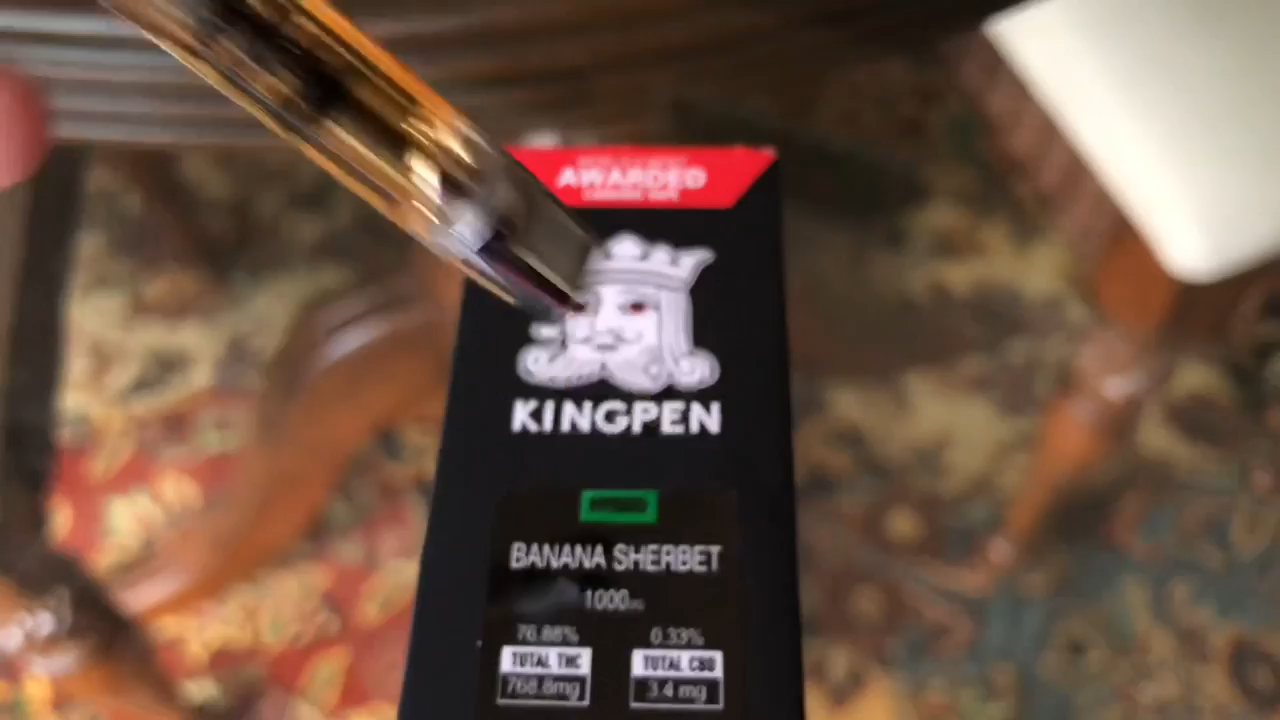 AWARDED
KINGPEN
BANANA SHERBET
1000
76.88% 0.33%
TOTAL THC TOTAL CBD
768.8mg 3.4 mg